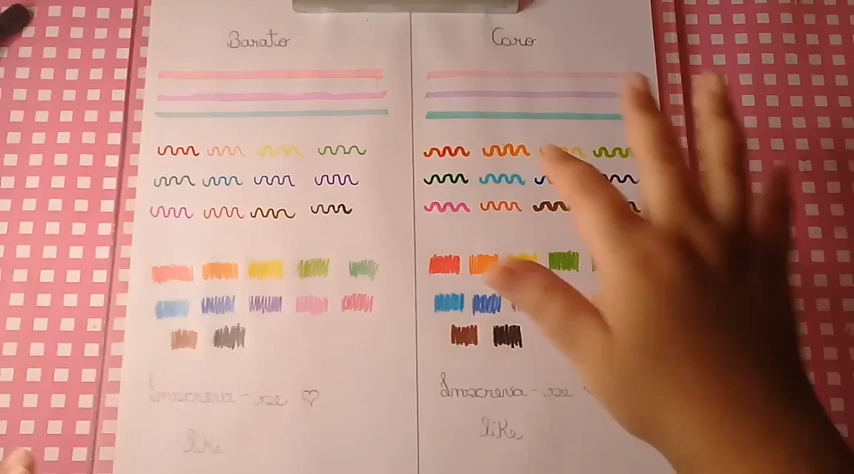 Barato
Caro
Inscreva-se ♡
like
Inscreva-se
like